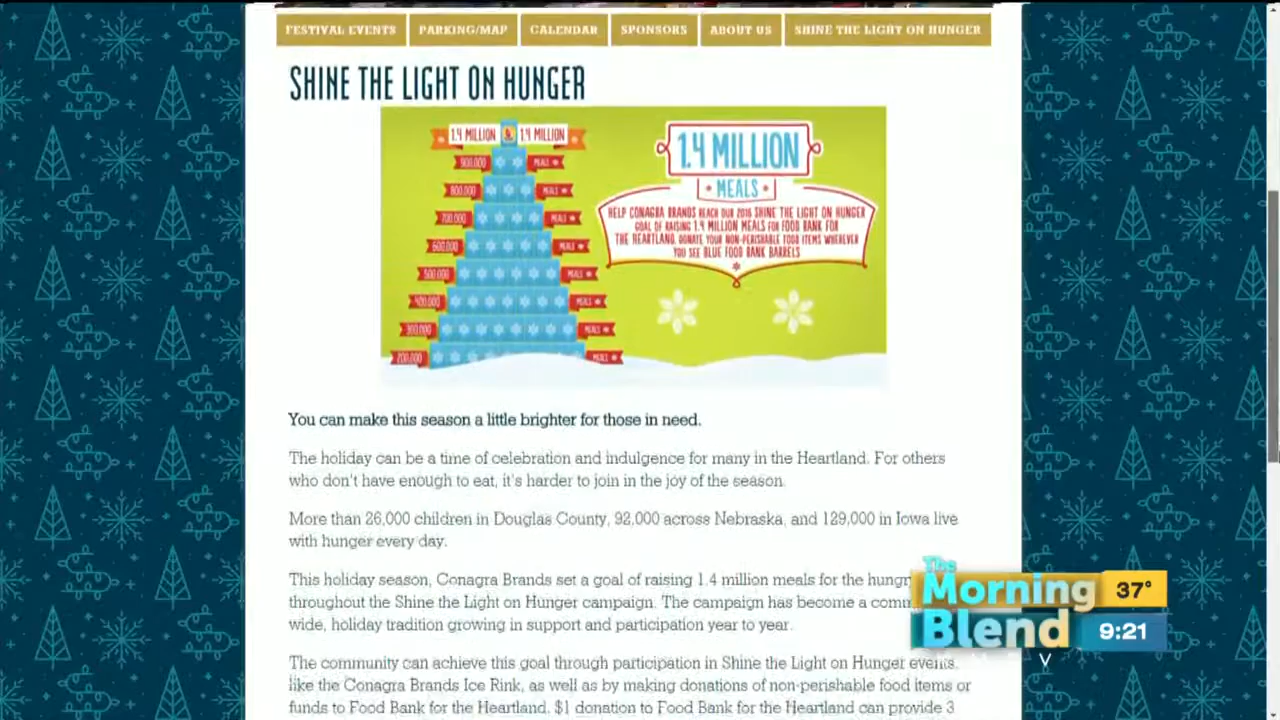 FESTIVAL EVENTS PARKING/MAP CALENDAR SPONSORS ABOUT US SHINE THE LIGHT ON HUNGER
SHINE THE LIGHT ON HUNGER
1.4 MILLION 1.4 MILLION
900,000 MEALS
800,000 MEALS
700,000 MEALS
600,000 MEALS
500,000 MEALS
400,000 MEALS
300,000 MEALS
200,000 MEALS
1.4 MILLION
MEALS
HELP CONAGRA BRANDS REACH OUR 2016 SHINE THE LIGHT ON HUNGER
GOAL OF RAISING 1.4 MILLION MEALS FOR FOOD BANK FOR
THE HEARTLAND. DONATE YOUR NON-PERISHABLE FOOD ITEMS WHEREVER
YOU SEE BLUE FOOD BANK BARRELS
You can make this season a little brighter for those in need.
The holiday can be a time of celebration and indulgence for many in the Heartland. For others
who don't have enough to eat, it's harder to join in the joy of the season.
More than 26,000 children in Douglas County, 92,000 across Nebraska, and 129,000 in Iowa live
with hunger every day.
This holiday season, Conagra Brands set a goal of raising 1.4 million meals for the hungr
throughout the Shine the Light on Hunger campaign. The campaign has become a com
wide, holiday tradition growing in support and participation year to year.
The community can achieve this goal through participation in Shine the Light on Hunger events,
like the Conagra Brands Ice Rink, as well as by making donations of non-perishable food items or
funds to Food Bank for the Heartland. $1 donation to Food Bank for the Heartland can provide 3
The
Morning 37°
Blend 9:21